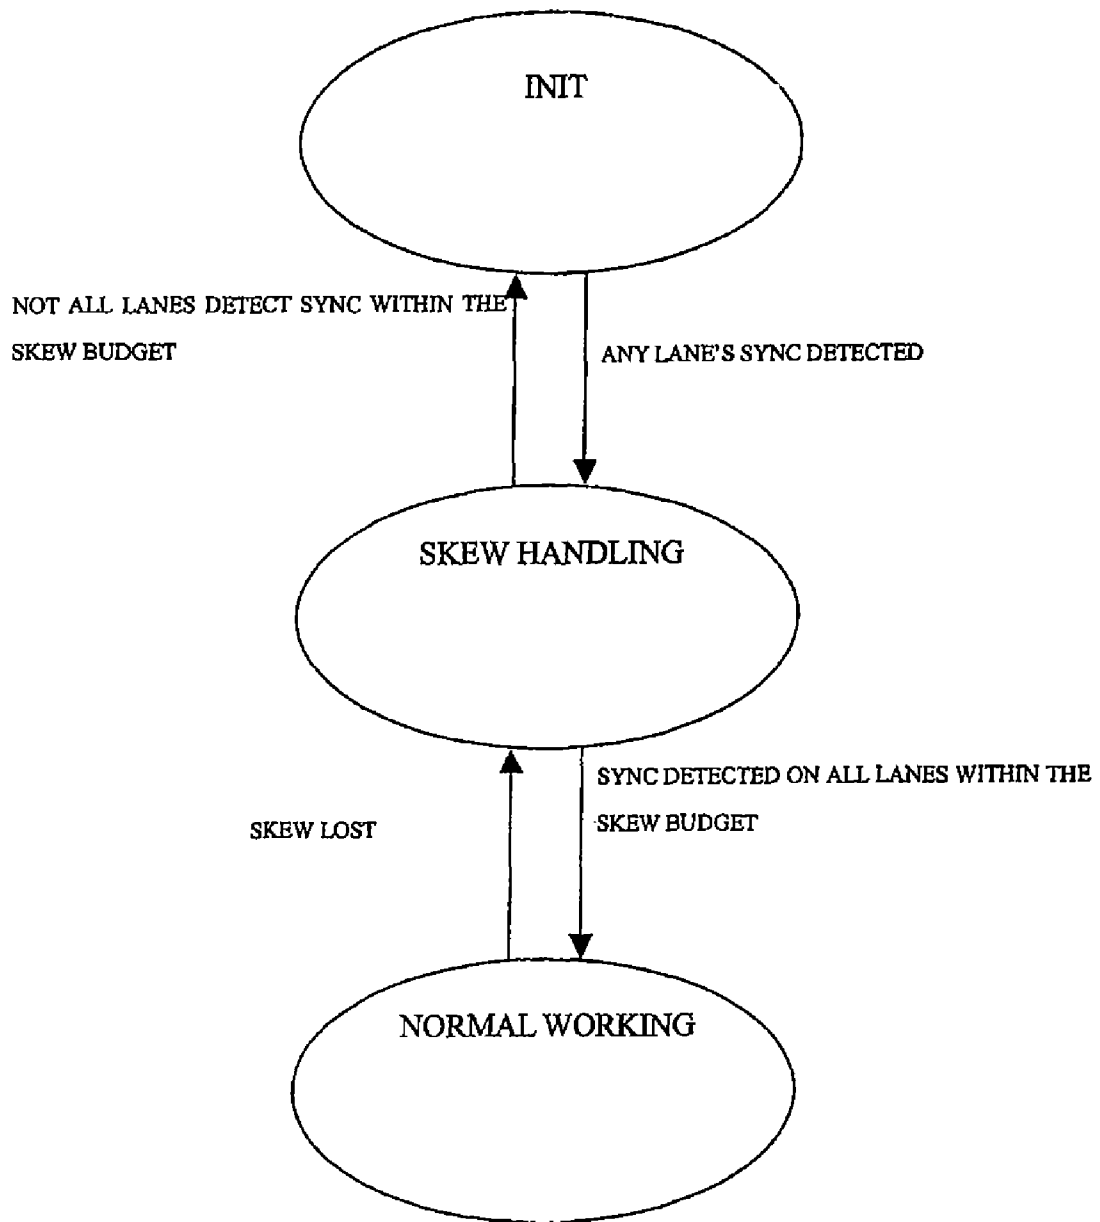 INIT
NOT ALL LANES DETECT SYNC WITHIN THE
SKEW BUDGET
ANY LANE'S SYNC DETECTED
SKEW HANDLING
SYNC DETECTED ON ALL LANES WITHIN THE
SKEW BUDGET
SKEW LOST
NORMAL WORKING